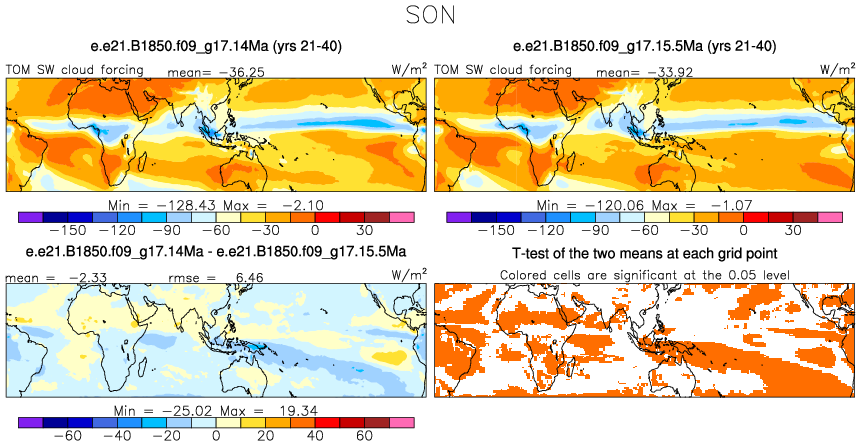 SON
e.e21.B1850.f09_g17.14Ma (yrs 21-40)
TOM SW cloud forcing mean= -36.25 W/m²
Min = -128.43 Max = -2.10
-150 -120 -90 -60 -30 0 30
e.e21.B1850.f09_g17.15.5Ma (yrs 21-40)
TOM SW cloud forcing mean= -33.92 W/m²
Min = -120.06 Max = -1.07
-150 -120 -90 -60 -30 0 30
e.e21.B1850.f09_g17.14Ma - e.e21.B1850.f09_g17.15.5Ma
mean = -2.33 rmse = 6.46 W/m²
Min = -25.02 Max = 19.34
-60 -40 -20 0 20 40 60
T-test of the two means at each grid point
Colored cells are significant at the 0.05 level